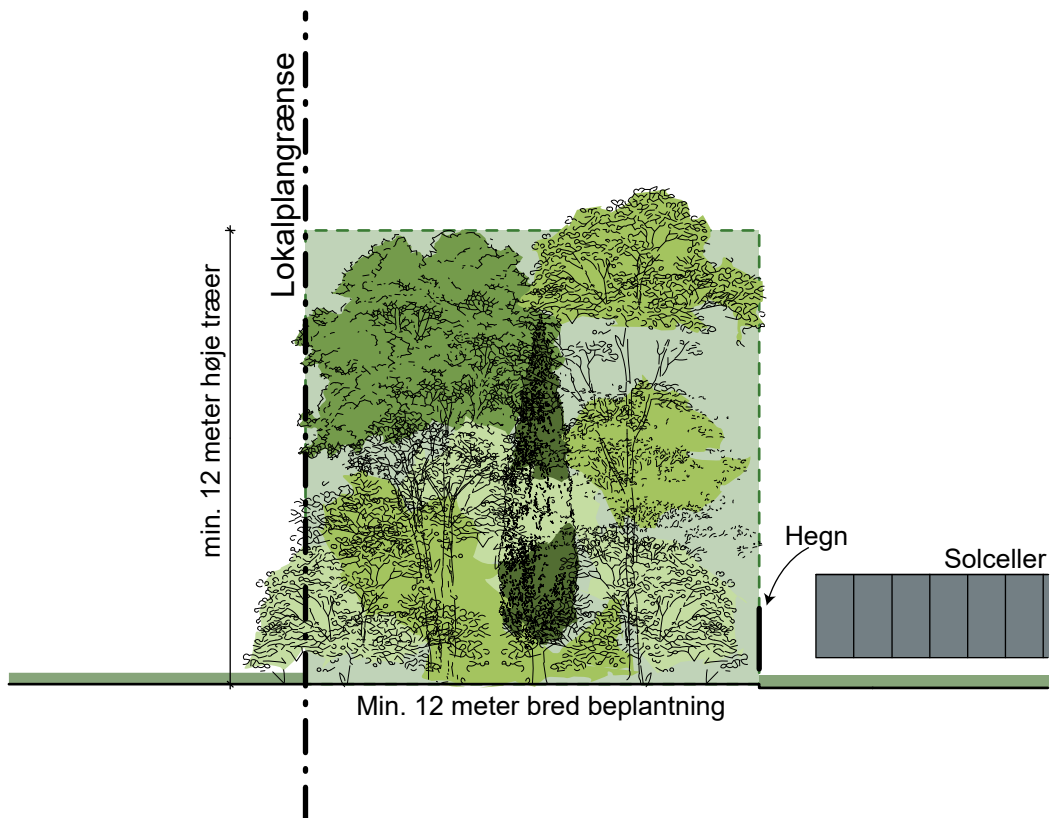 Lokalplangrænse
min. 12 meter høje træer
Hegn
Solceller
Min. 12 meter bred beplantning